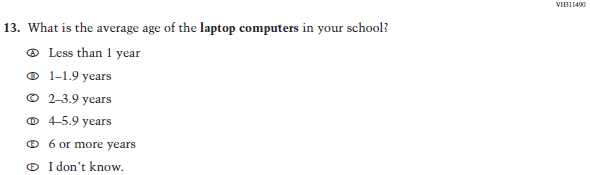 VH311490
13. What is the average age of the laptop computers in your school?
Ⓐ Less than 1 year
Ⓑ 1–1.9 years
Ⓒ 2–3.9 years
Ⓓ 4–5.9 years
Ⓔ 6 or more years
Ⓕ I don't know.